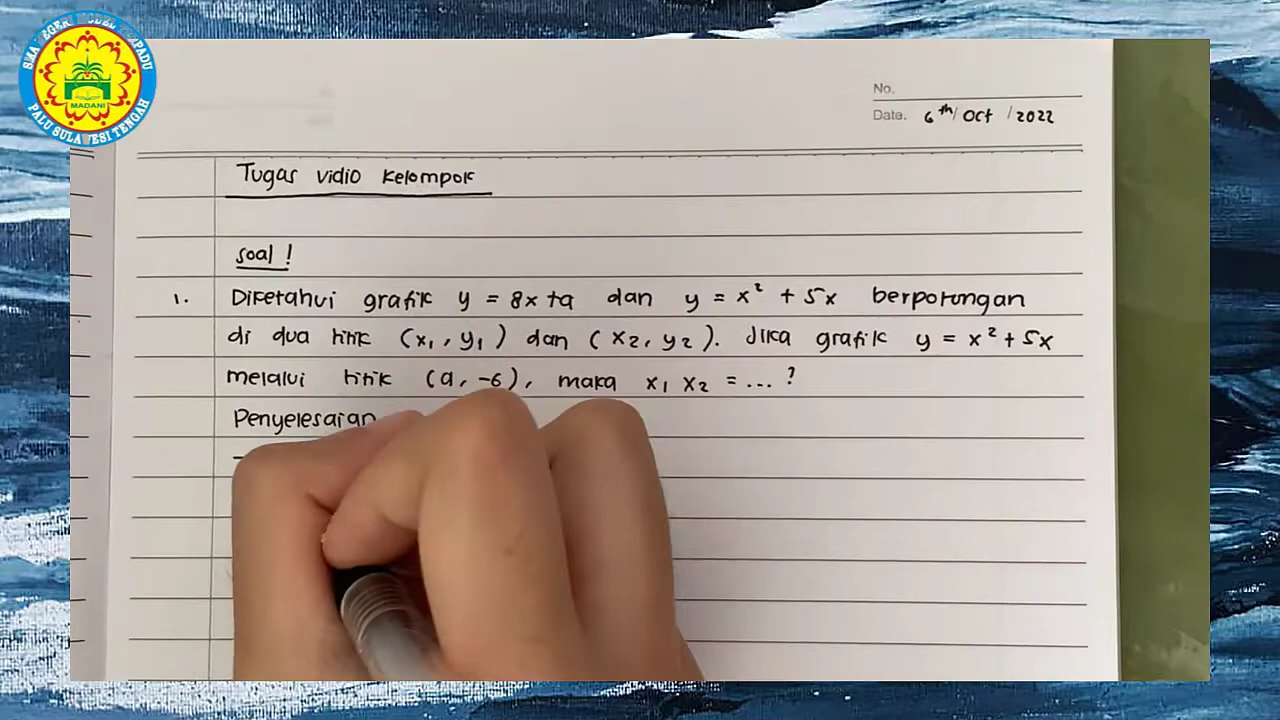 MADANI
No.
Date. 6th/ Oct / 2022
Tugas Vidio Kelompok
Soal !
1. Diketahui grafik y = 8x + a dan y = x² + 5x berpotongan
di dua titik (x₁, y₁) dan (x₂, y₂). Jika grafik y = x² + 5x
melalui titik (a, -6), maka x₁ x₂ = ... ?
Penyelesaian